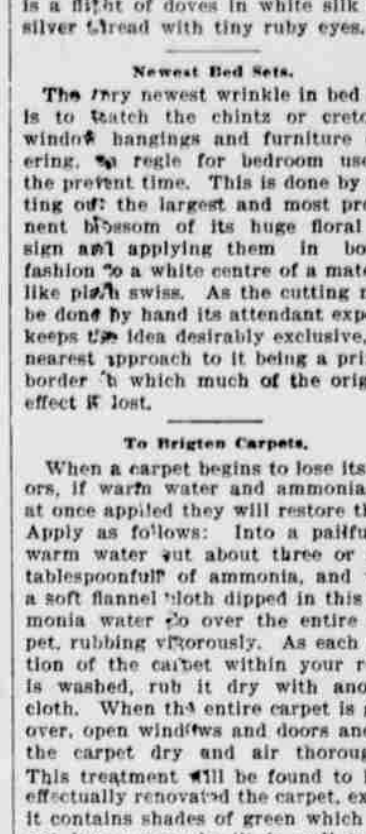 is a flight of doves in white silk
silver thread with tiny ruby eyes.
Newest Bed Sets.
The very newest wrinkle in bed
is to match the chintz or creto
window hangings and furniture
ering, so regle for bedroom use
the present time. This is done by
ting out the largest and most pro
nent blossom of its huge floral
sign and applying them in bo
fashion to a white centre of a mate
like plain swiss. As the cutting m
be done by hand its attendant exp
keeps the idea desirably exclusive,
nearest approach to it being a pri
border in which much of the orig
effect is lost.
To Brigten Carpets.
When a carpet begins to lose its
ors, if warm water and ammonia
at once applied they will restore th
Apply as follows: Into a pailfu
warm water put about three or
tablespoonfuls of ammonia, and
a soft flannel cloth dipped in this
monia water go over the entire
pet, rubbing vigorously. As each
tion of the carpet within your r
is washed, rub it dry with ano
cloth. When the entire carpet is
over, open windows and doors and
the carpet dry and air thoroug
This treatment will be found to
effectually renovated the carpet, ex
it contains shades of green which